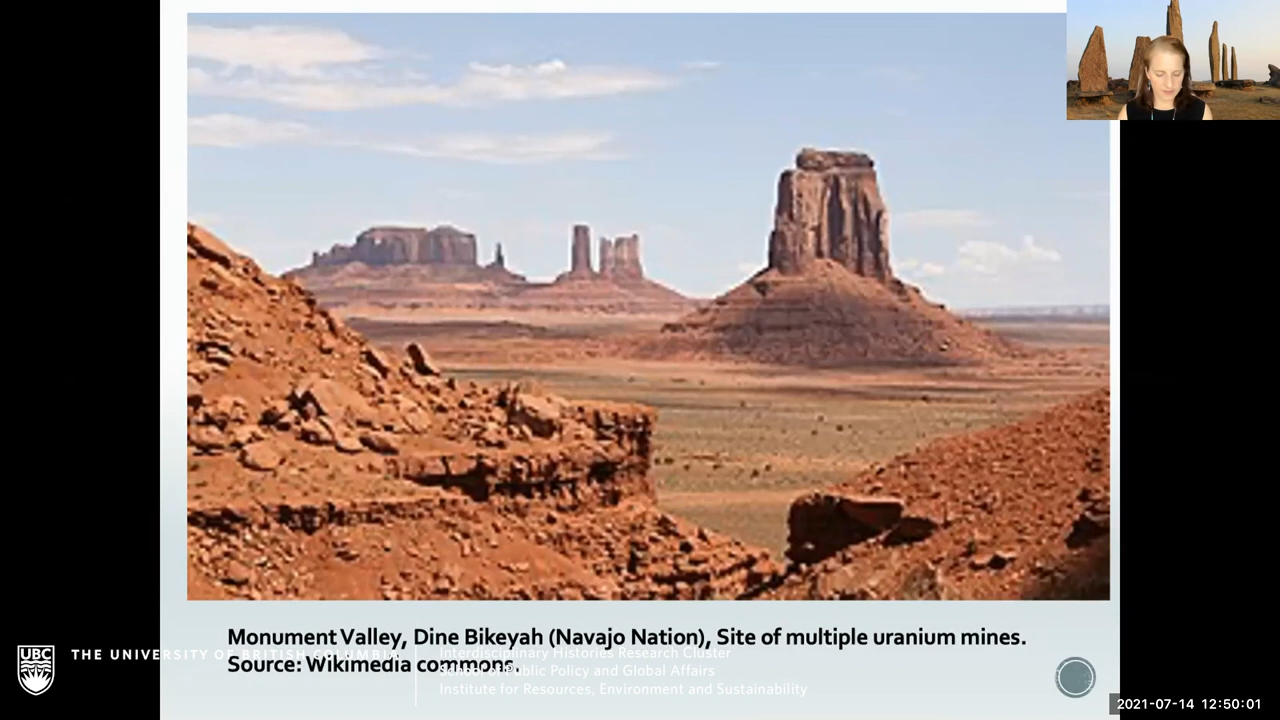 Monument Valley, Dine Bikeyah (Navajo Nation), Site of multiple uranium mines.
Source: Wikimedia commons.
UBC
THE UNIVERSITY OF BRITISH COLUMBIA
Interdisciplinary Histories Research Cluster
School of Public Policy and Global Affairs
Institute for Resources, Environment and Sustainability
2021-07-14 12:50:01